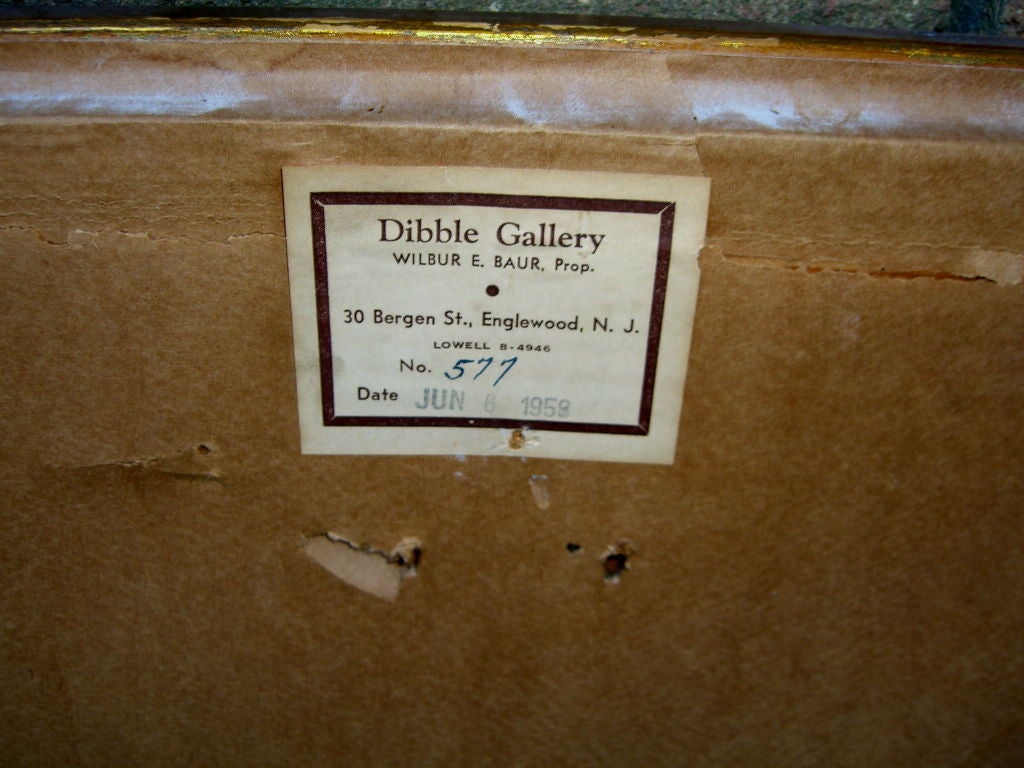 Dibble Gallery
WILBUR E. BAUR, Prop.
30 Bergen St., Englewood, N. J.
LOWELL 8-4946
No. 577
Date JUN 6 1958